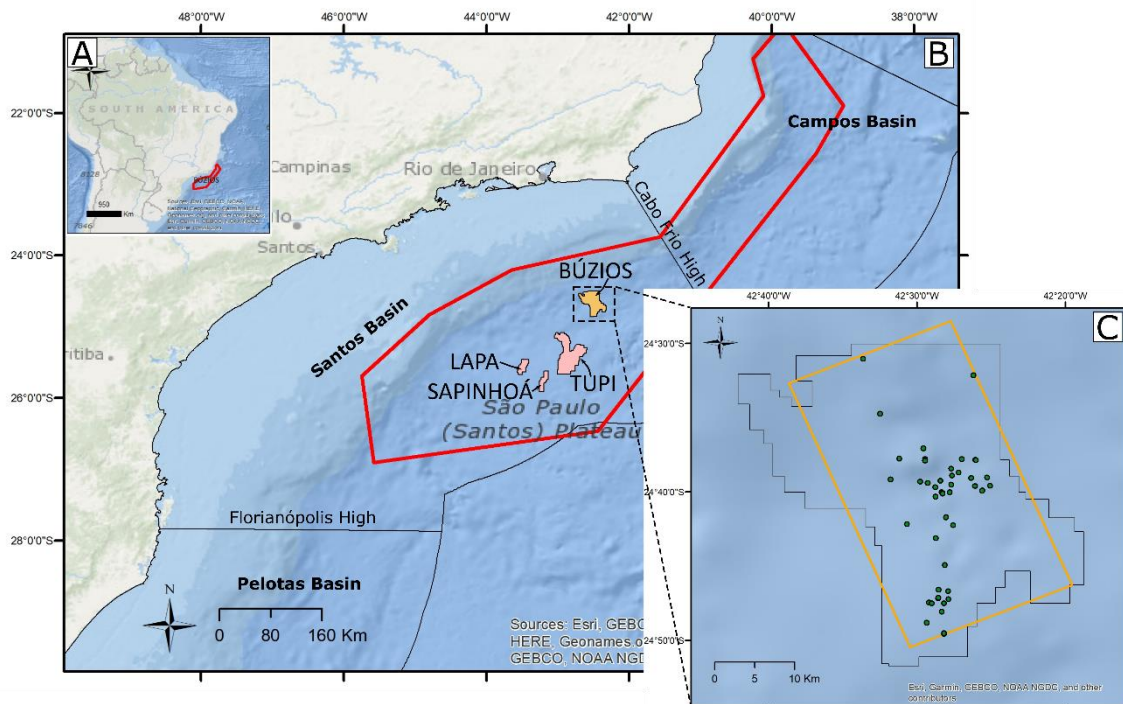 48°0'0"W
46°0'0"W
44°0'0"W
42°0'0"W
40°0'0"W
38°0'0"W
A
SOUTH AMERICA
BÚZIOS
950
Km
B
22°0'0"S
24°0'0"S
26°0'0"S
28°0'0"S
Campos Basin
Campinas
Rio de Janeiro
Santos
Cabo Frio High
BÚZIOS
Santos Basin
LAPA
SAPINHOÁ
TUPI
São Paulo
(Santos) Plateau
Florianópolis High
Pelotas Basin
N
0 80 160 Km
Sources: Esri, GEBC
HERE, Geonames o
GEBCO, NOAA NGD
42°40'0"W
42°30'0"W
42°20'0"W
C
N
24°30'0"S
24°40'0"S
24°50'0"S
0 5 10 Km
Esri, Garmin, GEBCO, NOAA NGDC, and other
contributors